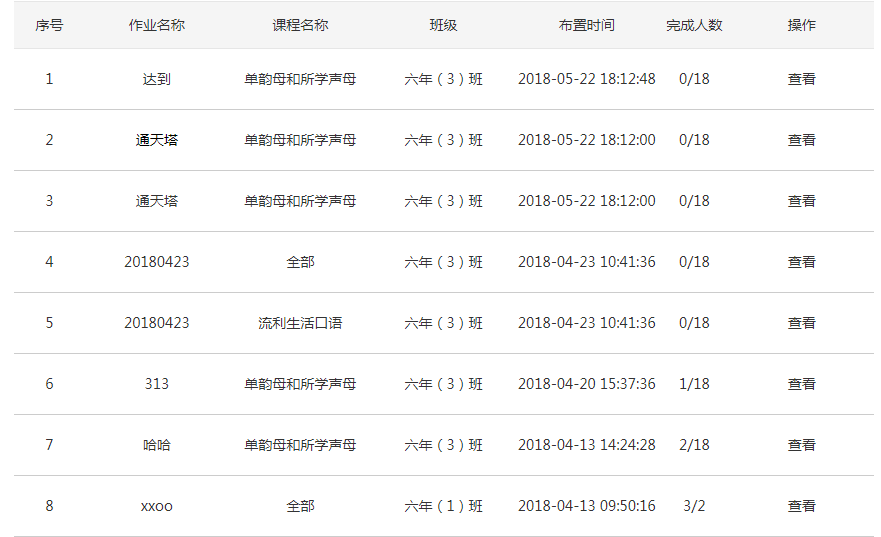 序号 作业名称 课程名称 班级 布置时间 完成人数 操作
1 达到 单韵母和所学声母 六年（3）班 2018-05-22 18:12:48 0/18 查看
2 通天塔 单韵母和所学声母 六年（3）班 2018-05-22 18:12:00 0/18 查看
3 通天塔 单韵母和所学声母 六年（3）班 2018-05-22 18:12:00 0/18 查看
4 20180423 全部 六年（3）班 2018-04-23 10:41:36 0/18 查看
5 20180423 流利生活口语 六年（3）班 2018-04-23 10:41:36 0/18 查看
6 313 单韵母和所学声母 六年（3）班 2018-04-20 15:37:36 1/18 查看
7 哈哈 单韵母和所学声母 六年（3）班 2018-04-13 14:24:28 2/18 查看
8 xxoo 全部 六年（1）班 2018-04-13 09:50:16 3/2 查看